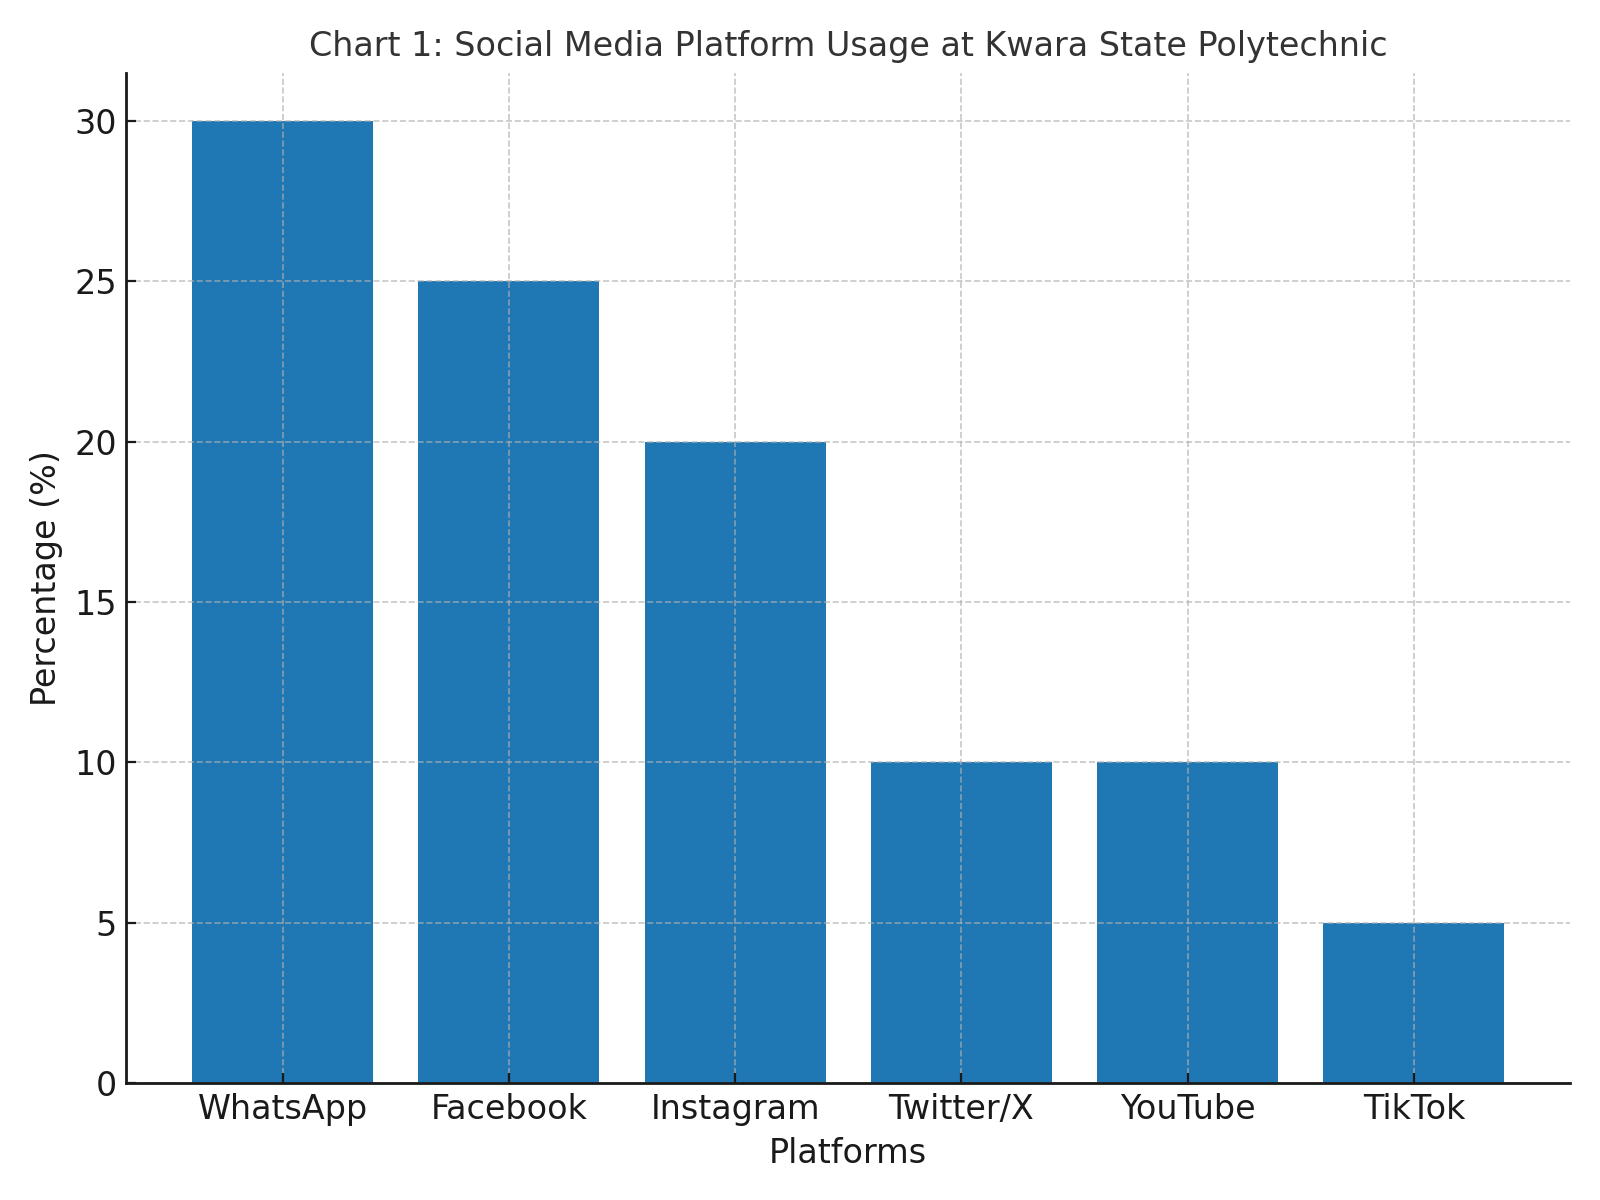 Chart 1: Social Media Platform Usage at Kwara State Polytechnic
30
25
20
15
10
5
0
Percentage (%)
WhatsApp Facebook Instagram Twitter/X YouTube TikTok
Platforms